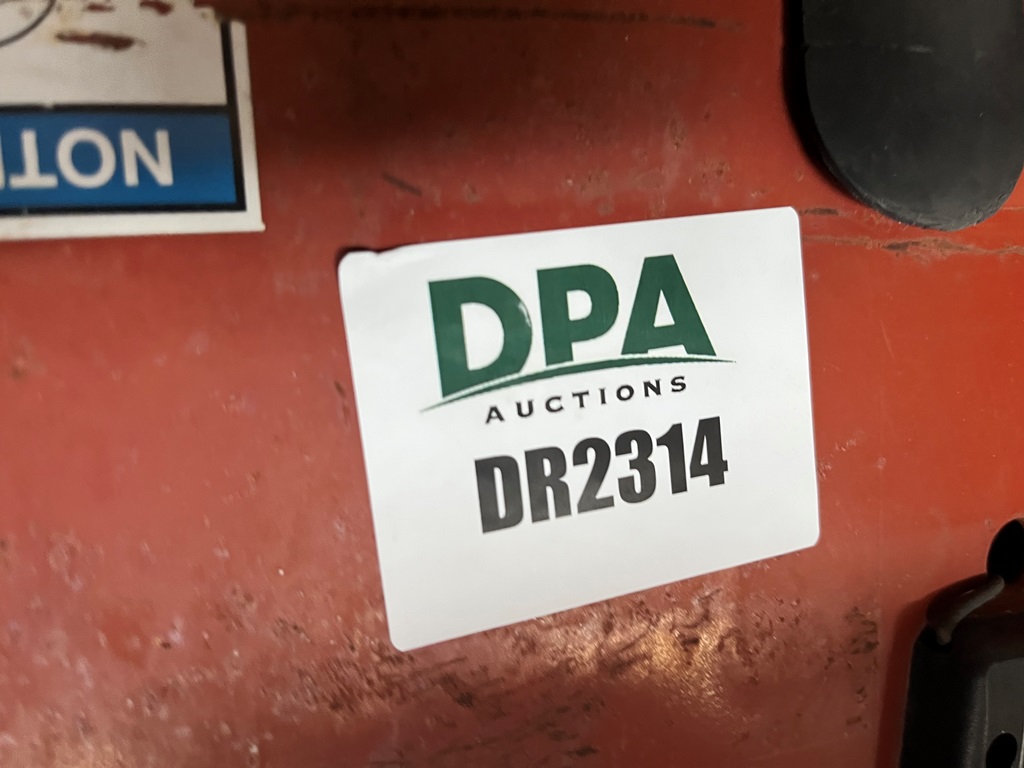 NOTI
DPA
AUCTIONS
DR2314